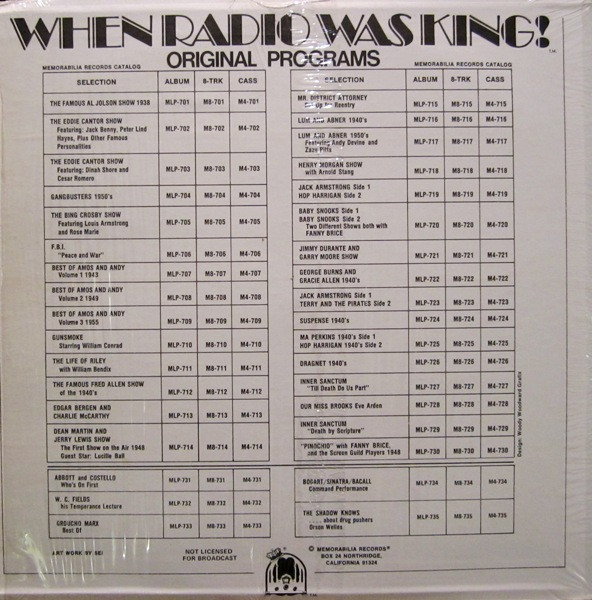 WHEN RADIO WAS KING!
ORIGINAL PROGRAMS
MEMORABILIA RECORDS CATALOG
SELECTION ALBUM 8-TRK CASS
THE FAMOUS AL JOLSON SHOW 1938 MLP-701 M8-701 M4-701
THE EDDIE CANTOR SHOW
Featuring: Jack Benny, Peter Lind
Hayes, Plus Other Famous
Personalities MLP-702 M8-702 M4-702
THE EDDIE CANTOR SHOW
Featuring: Dinah Shore and
Cesar Romero MLP-703 M8-703 M4-703
GANGBUSTERS 1950's MLP-704 M8-704 M4-704
THE BING CROSBY SHOW
Featuring Louis Armstrong
and Rose Marie MLP-705 M8-705 M4-705
F.B.I.
"Peace and War" MLP-706 M8-706 M4-706
BEST OF AMOS AND ANDY
Volume 1 1943 MLP-707 M8-707 M4-707
BEST OF AMOS AND ANDY
Volume 2 1949 MLP-708 M8-708 M4-708
BEST OF AMOS AND ANDY
Volume 3 1955 MLP-709 M8-709 M4-709
GUNSMOKE
Starring William Conrad MLP-710 M8-710 M4-710
THE LIFE OF RILEY
with William Bendix MLP-711 M8-711 M4-711
THE FAMOUS FRED ALLEN SHOW
of the 1940's MLP-712 M8-712 M4-712
EDGAR BERGEN AND
CHARLIE McCARTHY MLP-713 M8-713 M4-713
DEAN MARTIN AND
JERRY LEWIS SHOW
The First Show on the Air 1948
Guest Star: Lucille Ball MLP-714 M8-714 M4-714
ABBOTT and COSTELLO
Who's On First MLP-731 M8-731 M4-731
W. C. FIELDS
his Temperance Lecture MLP-732 M8-732 M4-732
GROUCHO MARX
Best Of MLP-733 M8-733 M4-733
MEMORABILIA RECORDS CATALOG
SELECTION ALBUM 8-TRK CASS
MR. DISTRICT ATTORNEY
Set-Up for Reentry MLP-715 M8-715 M4-715
LUM AND ABNER 1940's MLP-716 M8-716 M4-716
LUM AND ABNER 1950's
Featuring Andy Devine and
Zazu Pitts MLP-717 M8-717 M4-717
HENRY MORGAN SHOW
with Arnold Stang MLP-718 M8-718 M4-718
JACK ARMSTRONG Side 1
HOP HARRIGAN Side 2 MLP-719 M8-719 M4-719
BABY SNOOKS Side 1
BABY SNOOKS Side 2
Two Different Shows both with
FANNY BRICE MLP-720 M8-720 M4-720
JIMMY DURANTE AND
GARRY MOORE SHOW MLP-721 M8-721 M4-721
GEORGE BURNS AND
GRACIE ALLEN 1940's MLP-722 M8-722 M4-722
JACK ARMSTRONG Side 1
TERRY AND THE PIRATES Side 2 MLP-723 M8-723 M4-723
SUSPENSE 1940's MLP-724 M8-724 M4-724
MA PERKINS 1940's Side 1
HOP HARRIGAN 1940's Side 2 MLP-725 M8-725 M4-725
DRAGNET 1940's MLP-726 M8-726 M4-726
INNER SANCTUM
"Till Death Do Us Part" MLP-727 M8-727 M4-727
OUR MISS BROOKS Eve Arden MLP-728 M8-728 M4-728
INNER SANCTUM
"Death by Scripture" MLP-729 M8-729 M4-729
"PINOCHIO" with FANNY BRICE,
and the Screen Guild Players 1948 MLP-730 M8-730 M4-730
BOGART/SINATRA/BACALL
Command Performance MLP-734 M8-734 M4-734
THE SHADOW KNOWS
. . . . about drug pushers
Orson Welles MLP-735 M8-735 M4-735
Design: Woody Woodward Grafix
ART WORK BY SEI
NOT LICENSED
FOR BROADCAST
© MEMORABILIA RECORDS®
BOX 24 NORTHRIDGE,
CALIFORNIA 91324